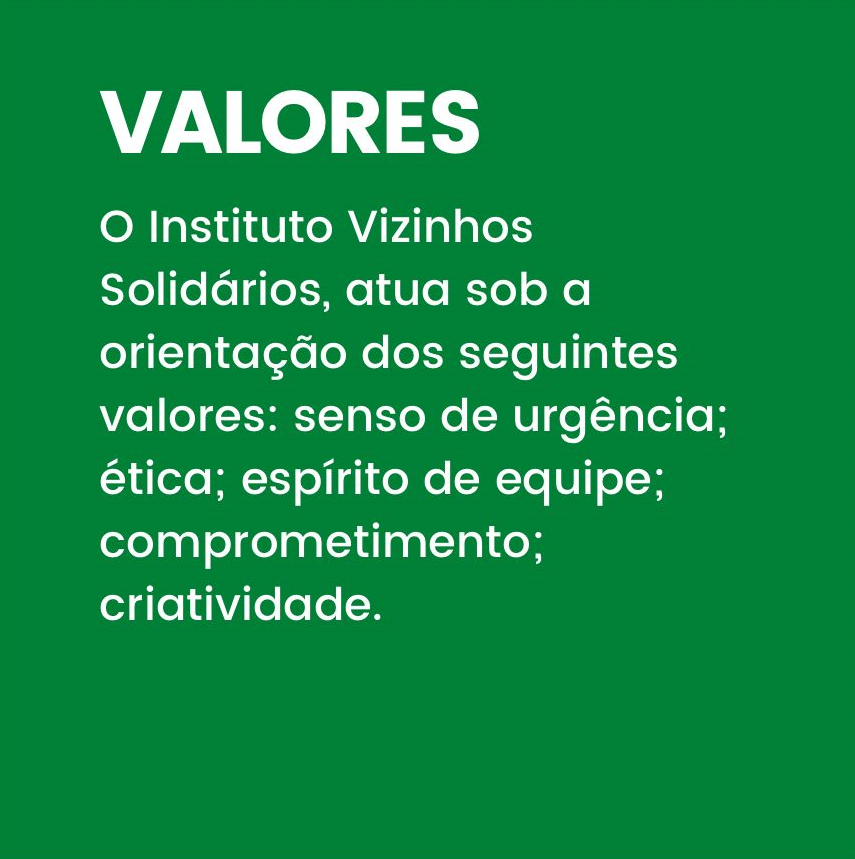 VALORES
O Instituto Vizinhos
Solidários, atua sob a
orientação dos seguintes
valores: senso de urgência;
ética; espírito de equipe;
comprometimento;
criatividade.